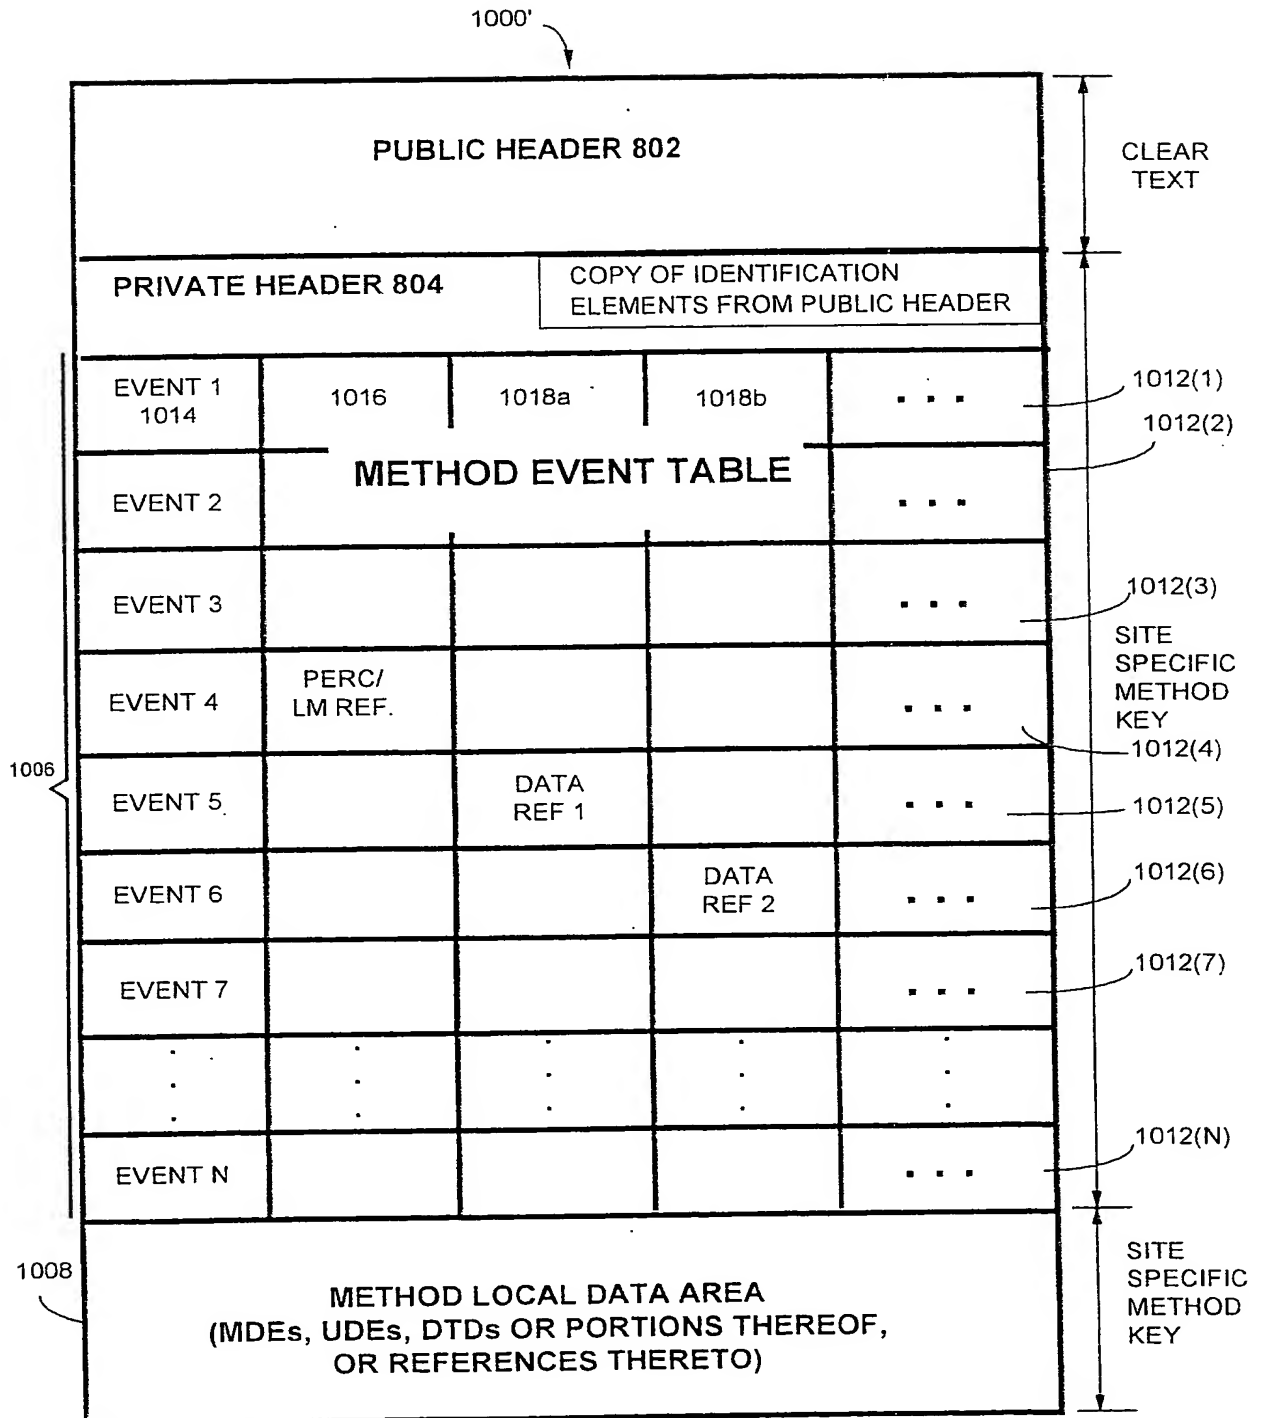 1000'
PUBLIC HEADER 802
CLEAR
TEXT
PRIVATE HEADER 804
COPY OF IDENTIFICATION
ELEMENTS FROM PUBLIC HEADER
EVENT 1
1014
1016
1018a
1018b
. . .
1012(1)
1012(2)
METHOD EVENT TABLE
EVENT 2
. . .
EVENT 3
. . .
1012(3)
SITE
SPECIFIC
METHOD
KEY
EVENT 4
PERC/
LM REF.
. . .
1012(4)
1006
EVENT 5
DATA
REF 1
. . .
1012(5)
EVENT 6
DATA
REF 2
. . .
1012(6)
EVENT 7
. . .
1012(7)
EVENT N
. . .
1012(N)
1008
METHOD LOCAL DATA AREA
(MDEs, UDEs, DTDs OR PORTIONS THEREOF,
OR REFERENCES THERETO)
SITE
SPECIFIC
METHOD
KEY